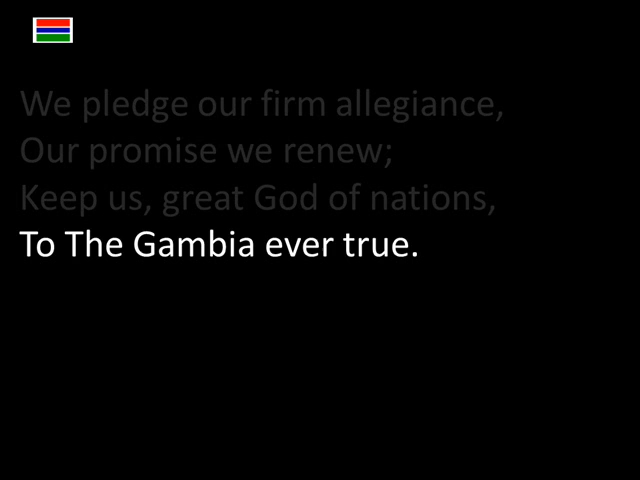 We pledge our firm allegiance,
Our promise we renew;
Keep us, great God of nations,
To The Gambia ever true.